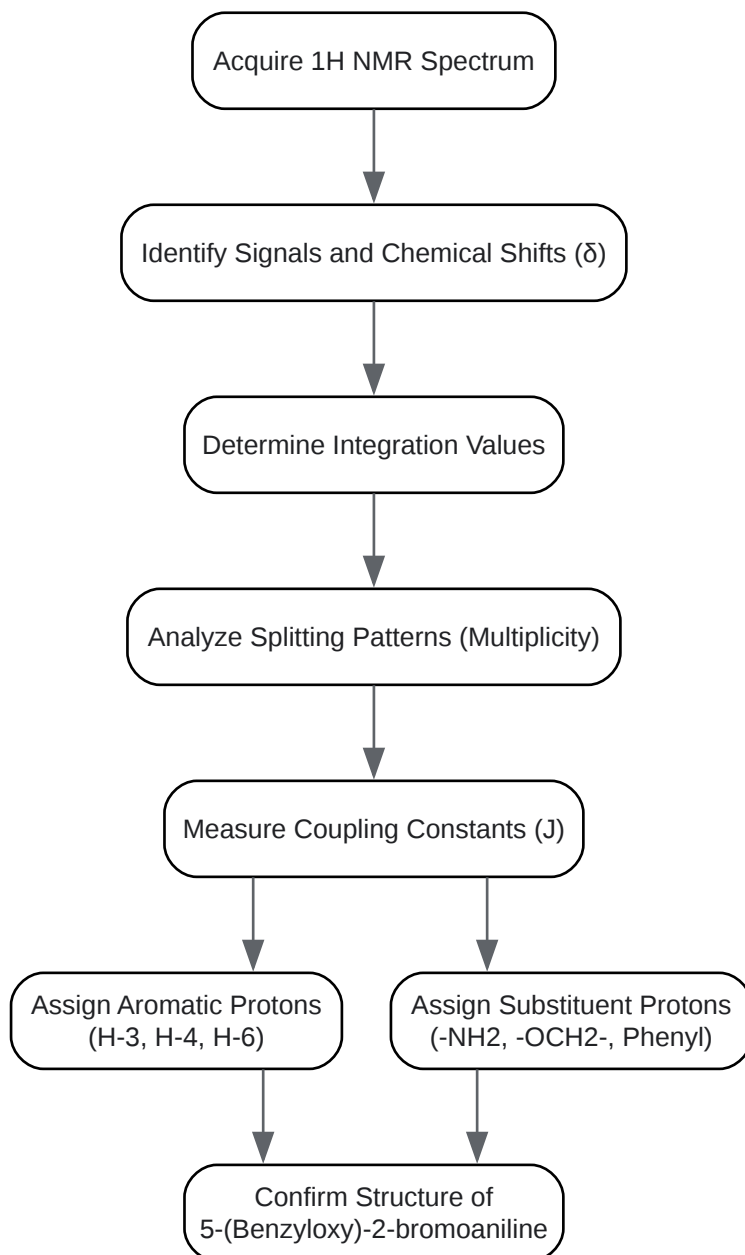 Acquire 1H NMR Spectrum
Identify Signals and Chemical Shifts (δ)
Determine Integration Values
Analyze Splitting Patterns (Multiplicity)
Measure Coupling Constants (J)
Assign Aromatic Protons
(H-3, H-4, H-6)
Assign Substituent Protons
(-NH2, -OCH2-, Phenyl)
Confirm Structure of
5-(Benzyloxy)-2-bromoaniline